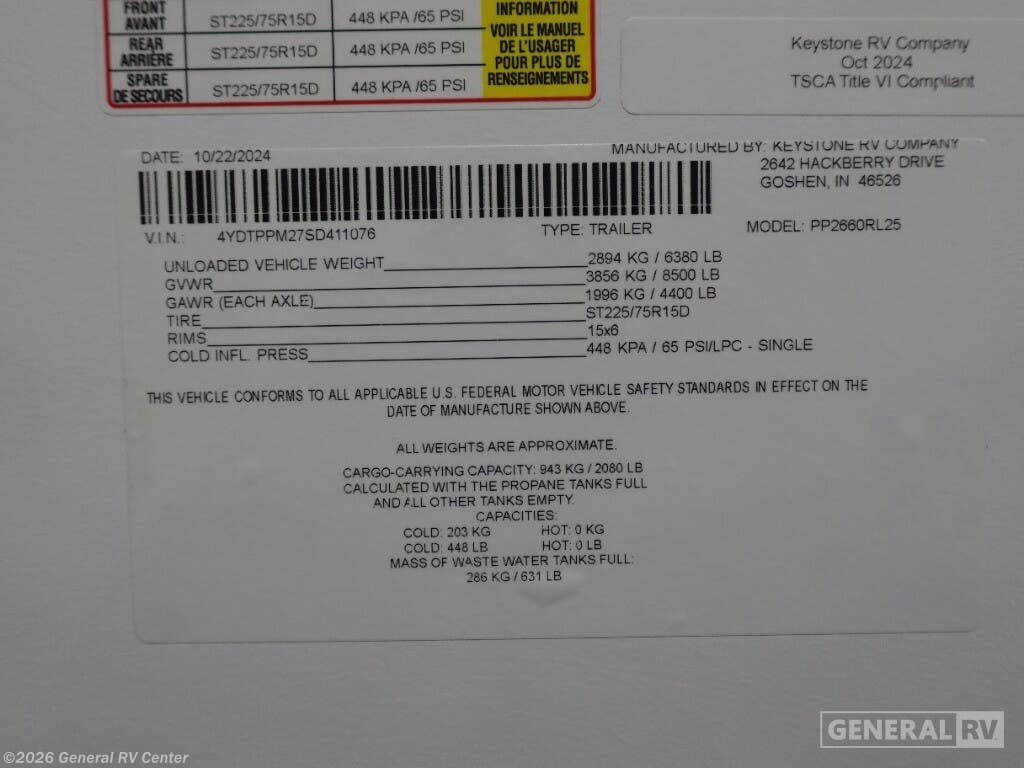 FRONT
AVANT
ST225/75R15D
448 KPA /65 PSI
REAR
ARRIÈRE
ST225/75R15D
448 KPA /65 PSI
SPARE
DE SECOURS
ST225/75R15D
448 KPA /65 PSI
INFORMATION
VOIR LE MANUEL
DE L'USAGER
POUR PLUS DE
RENSEIGNEMENTS
Keystone RV Company
Oct 2024
TSCA Title VI Compliant
DATE: 10/22/2024
MANUFACTURED BY: KEYSTONE RV COMPANY
2642 HACKBERRY DRIVE
GOSHEN, IN 46526
V.I.N.: 4YDTPPM27SD411076 TYPE: TRAILER MODEL: PP2660RL25
UNLOADED VEHICLE WEIGHT 2894 KG / 6380 LB
GVWR 3856 KG / 8500 LB
GAWR (EACH AXLE) 1996 KG / 4400 LB
TIRE ST225/75R15D
RIMS 15x6
COLD INFL. PRESS 448 KPA / 65 PSI/LPC - SINGLE
THIS VEHICLE CONFORMS TO ALL APPLICABLE U.S. FEDERAL MOTOR VEHICLE SAFETY STANDARDS IN EFFECT ON THE
DATE OF MANUFACTURE SHOWN ABOVE.
ALL WEIGHTS ARE APPROXIMATE.
CARGO-CARRYING CAPACITY: 943 KG / 2080 LB
CALCULATED WITH THE PROPANE TANKS FULL
AND ALL OTHER TANKS EMPTY.
CAPACITIES:
COLD: 203 KG HOT: 0 KG
COLD: 448 LB HOT: 0 LB
MASS OF WASTE WATER TANKS FULL:
286 KG / 631 LB
GENERAL RV
©2026 General RV Center